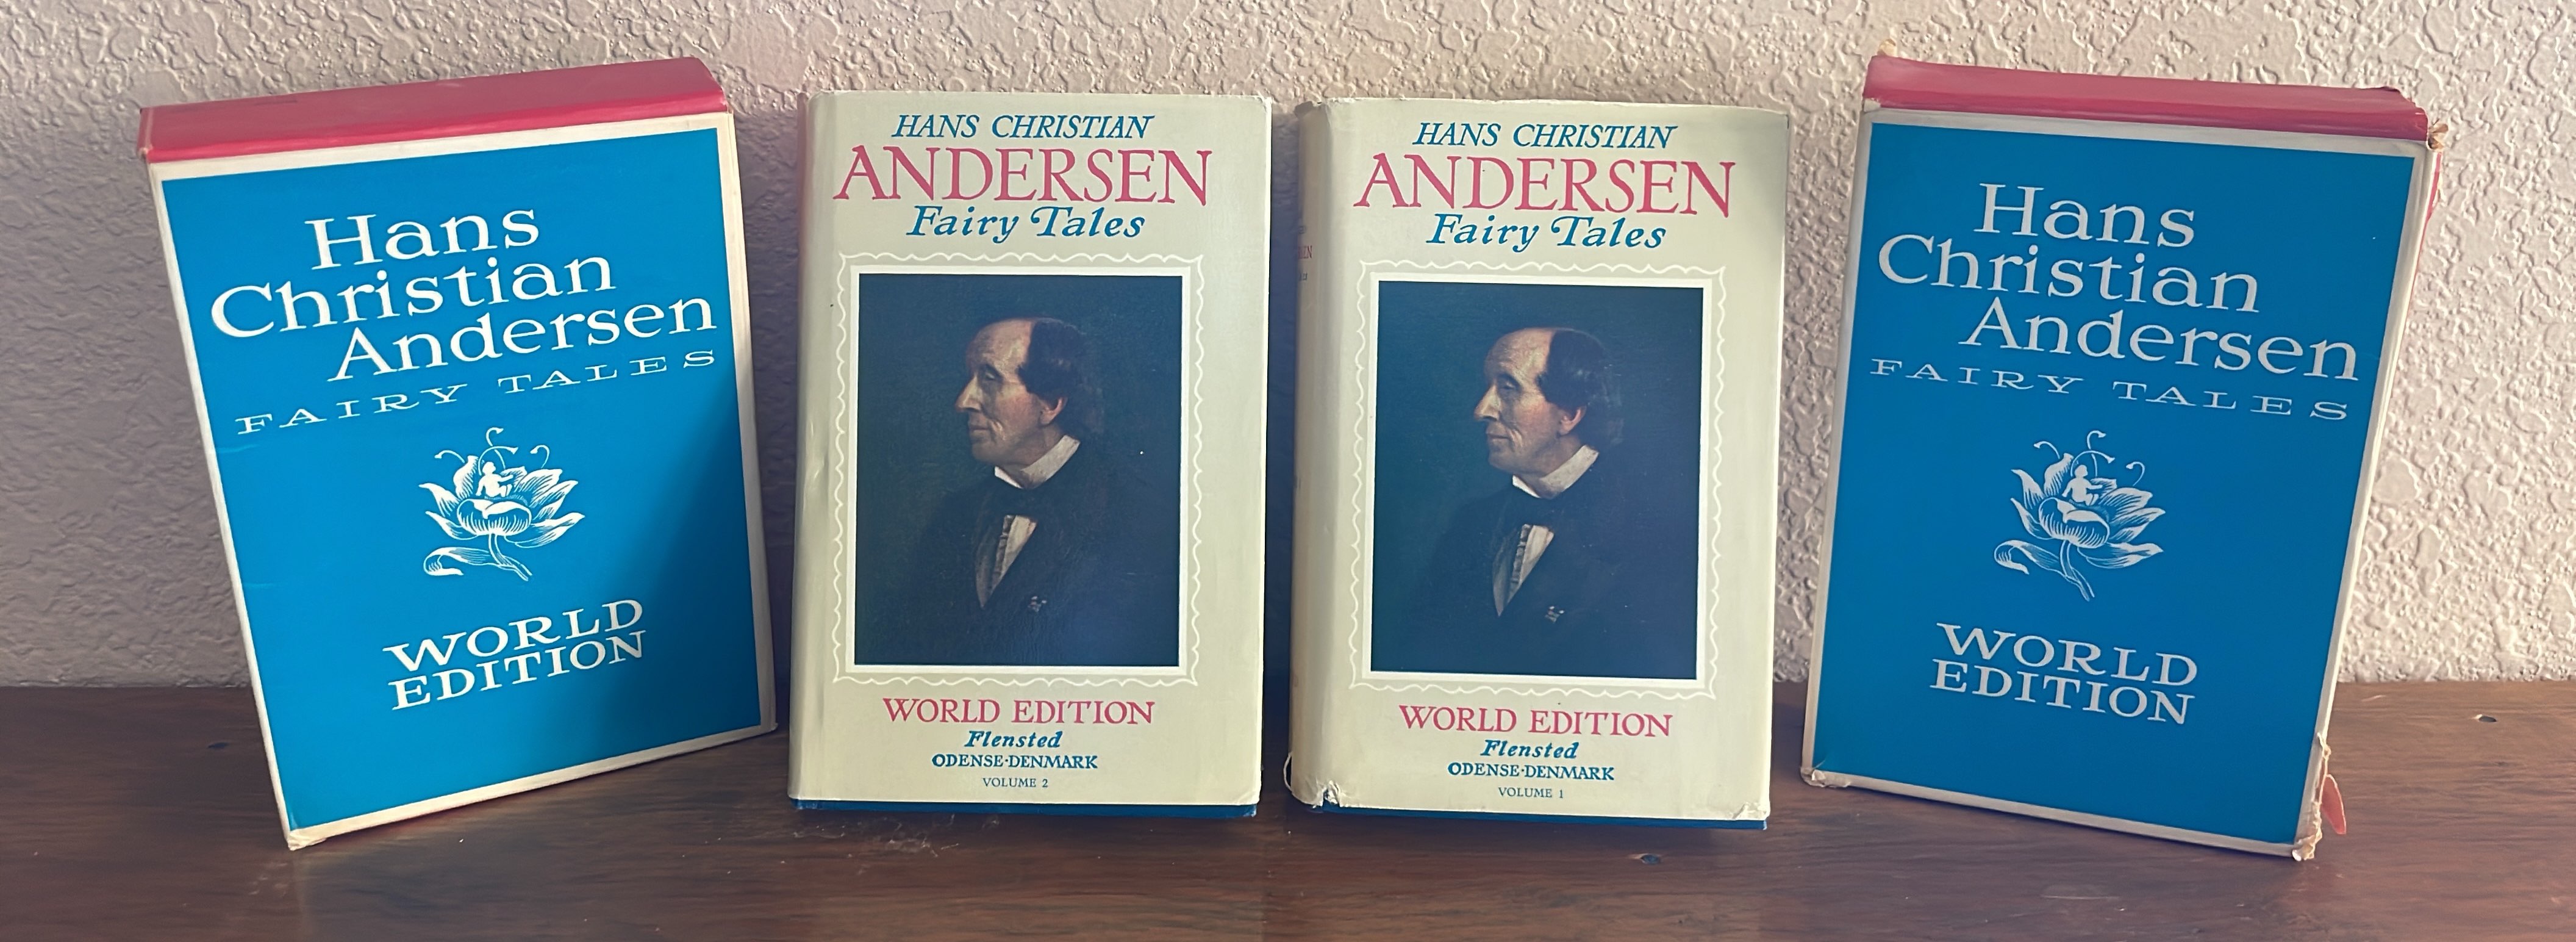 Hans
Christian
Andersen
FAIRY TALES
WORLD
EDITION
HANS CHRISTIAN
ANDERSEN
Fairy Tales
WORLD EDITION
Flensted
ODENSE·DENMARK
VOLUME 2
HANS CHRISTIAN
ANDERSEN
Fairy Tales
WORLD EDITION
Flensted
ODENSE·DENMARK
VOLUME 1
Hans
Christian
Andersen
FAIRY TALES
WORLD
EDITION